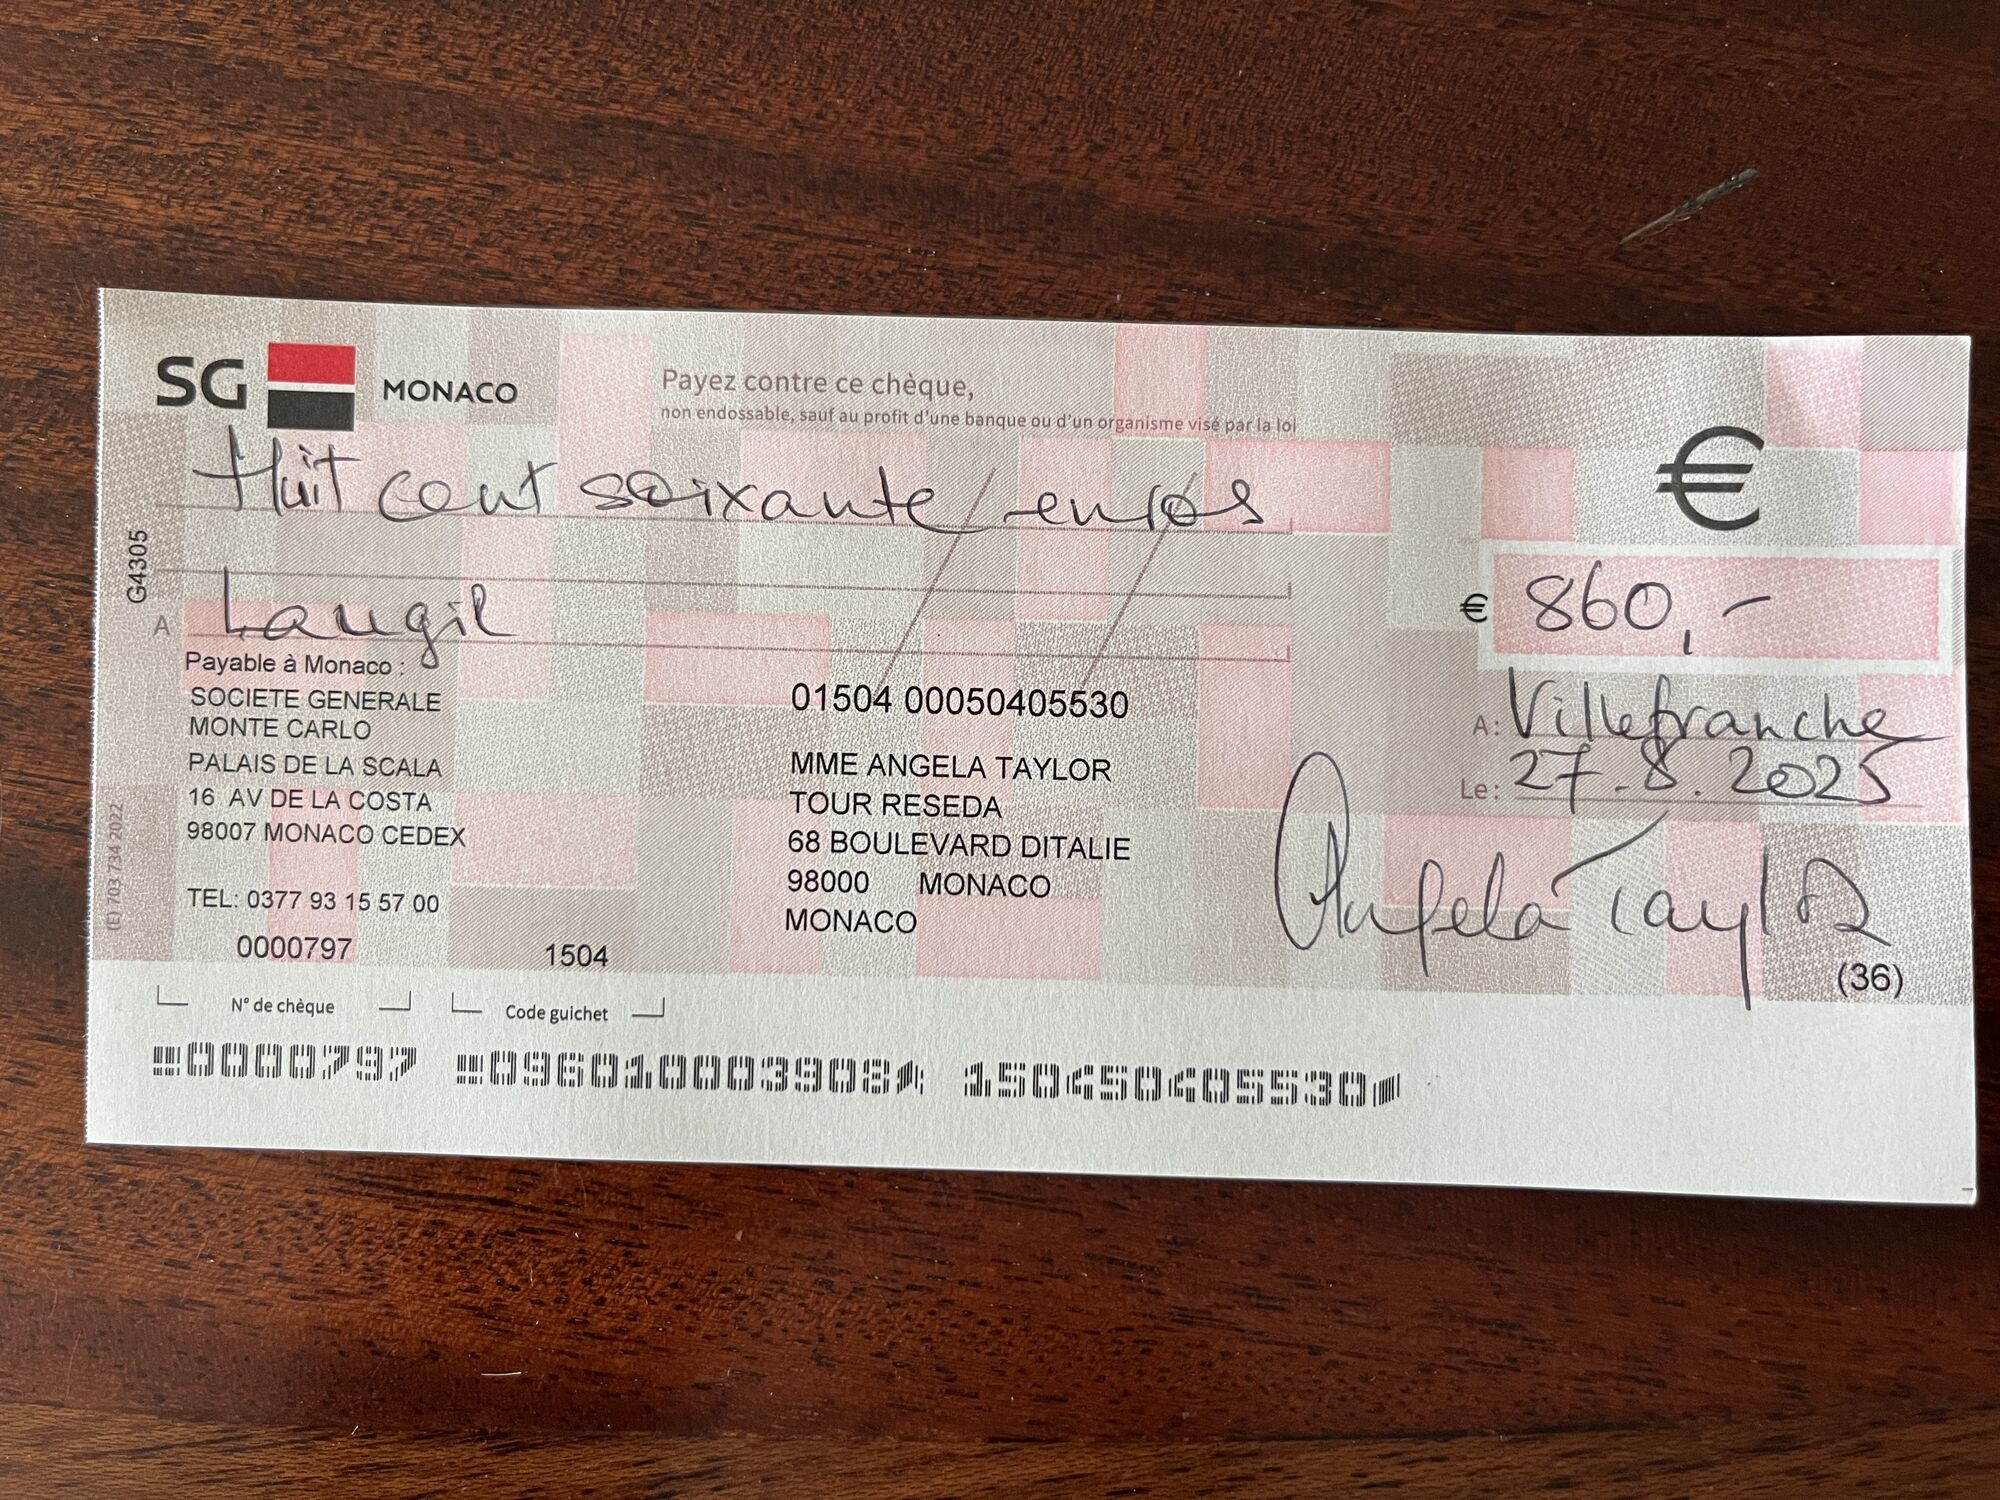 SG MONACO
Payez contre ce chèque,
non endossable, sauf au profit d'une banque ou d'un organisme visé par la loi
€
Huit cent soixante euros
G4305
€ 860,-
A Laugil
Payable à Monaco :
SOCIETE GENERALE
MONTE CARLO
PALAIS DE LA SCALA
16 AV DE LA COSTA
98007 MONACO CEDEX
TEL: 0377 93 15 57 00
01504 00050405530
MME ANGELA TAYLOR
TOUR RESEDA
68 BOULEVARD DITALIE
98000 MONACO
MONACO
A: Villefranche
Le: 27.8.2025
Angela Taylor
(36)
(E) 703 734 2022
0000797 1504
N° de chèque Code guichet
0000797 096010003908 150450405530